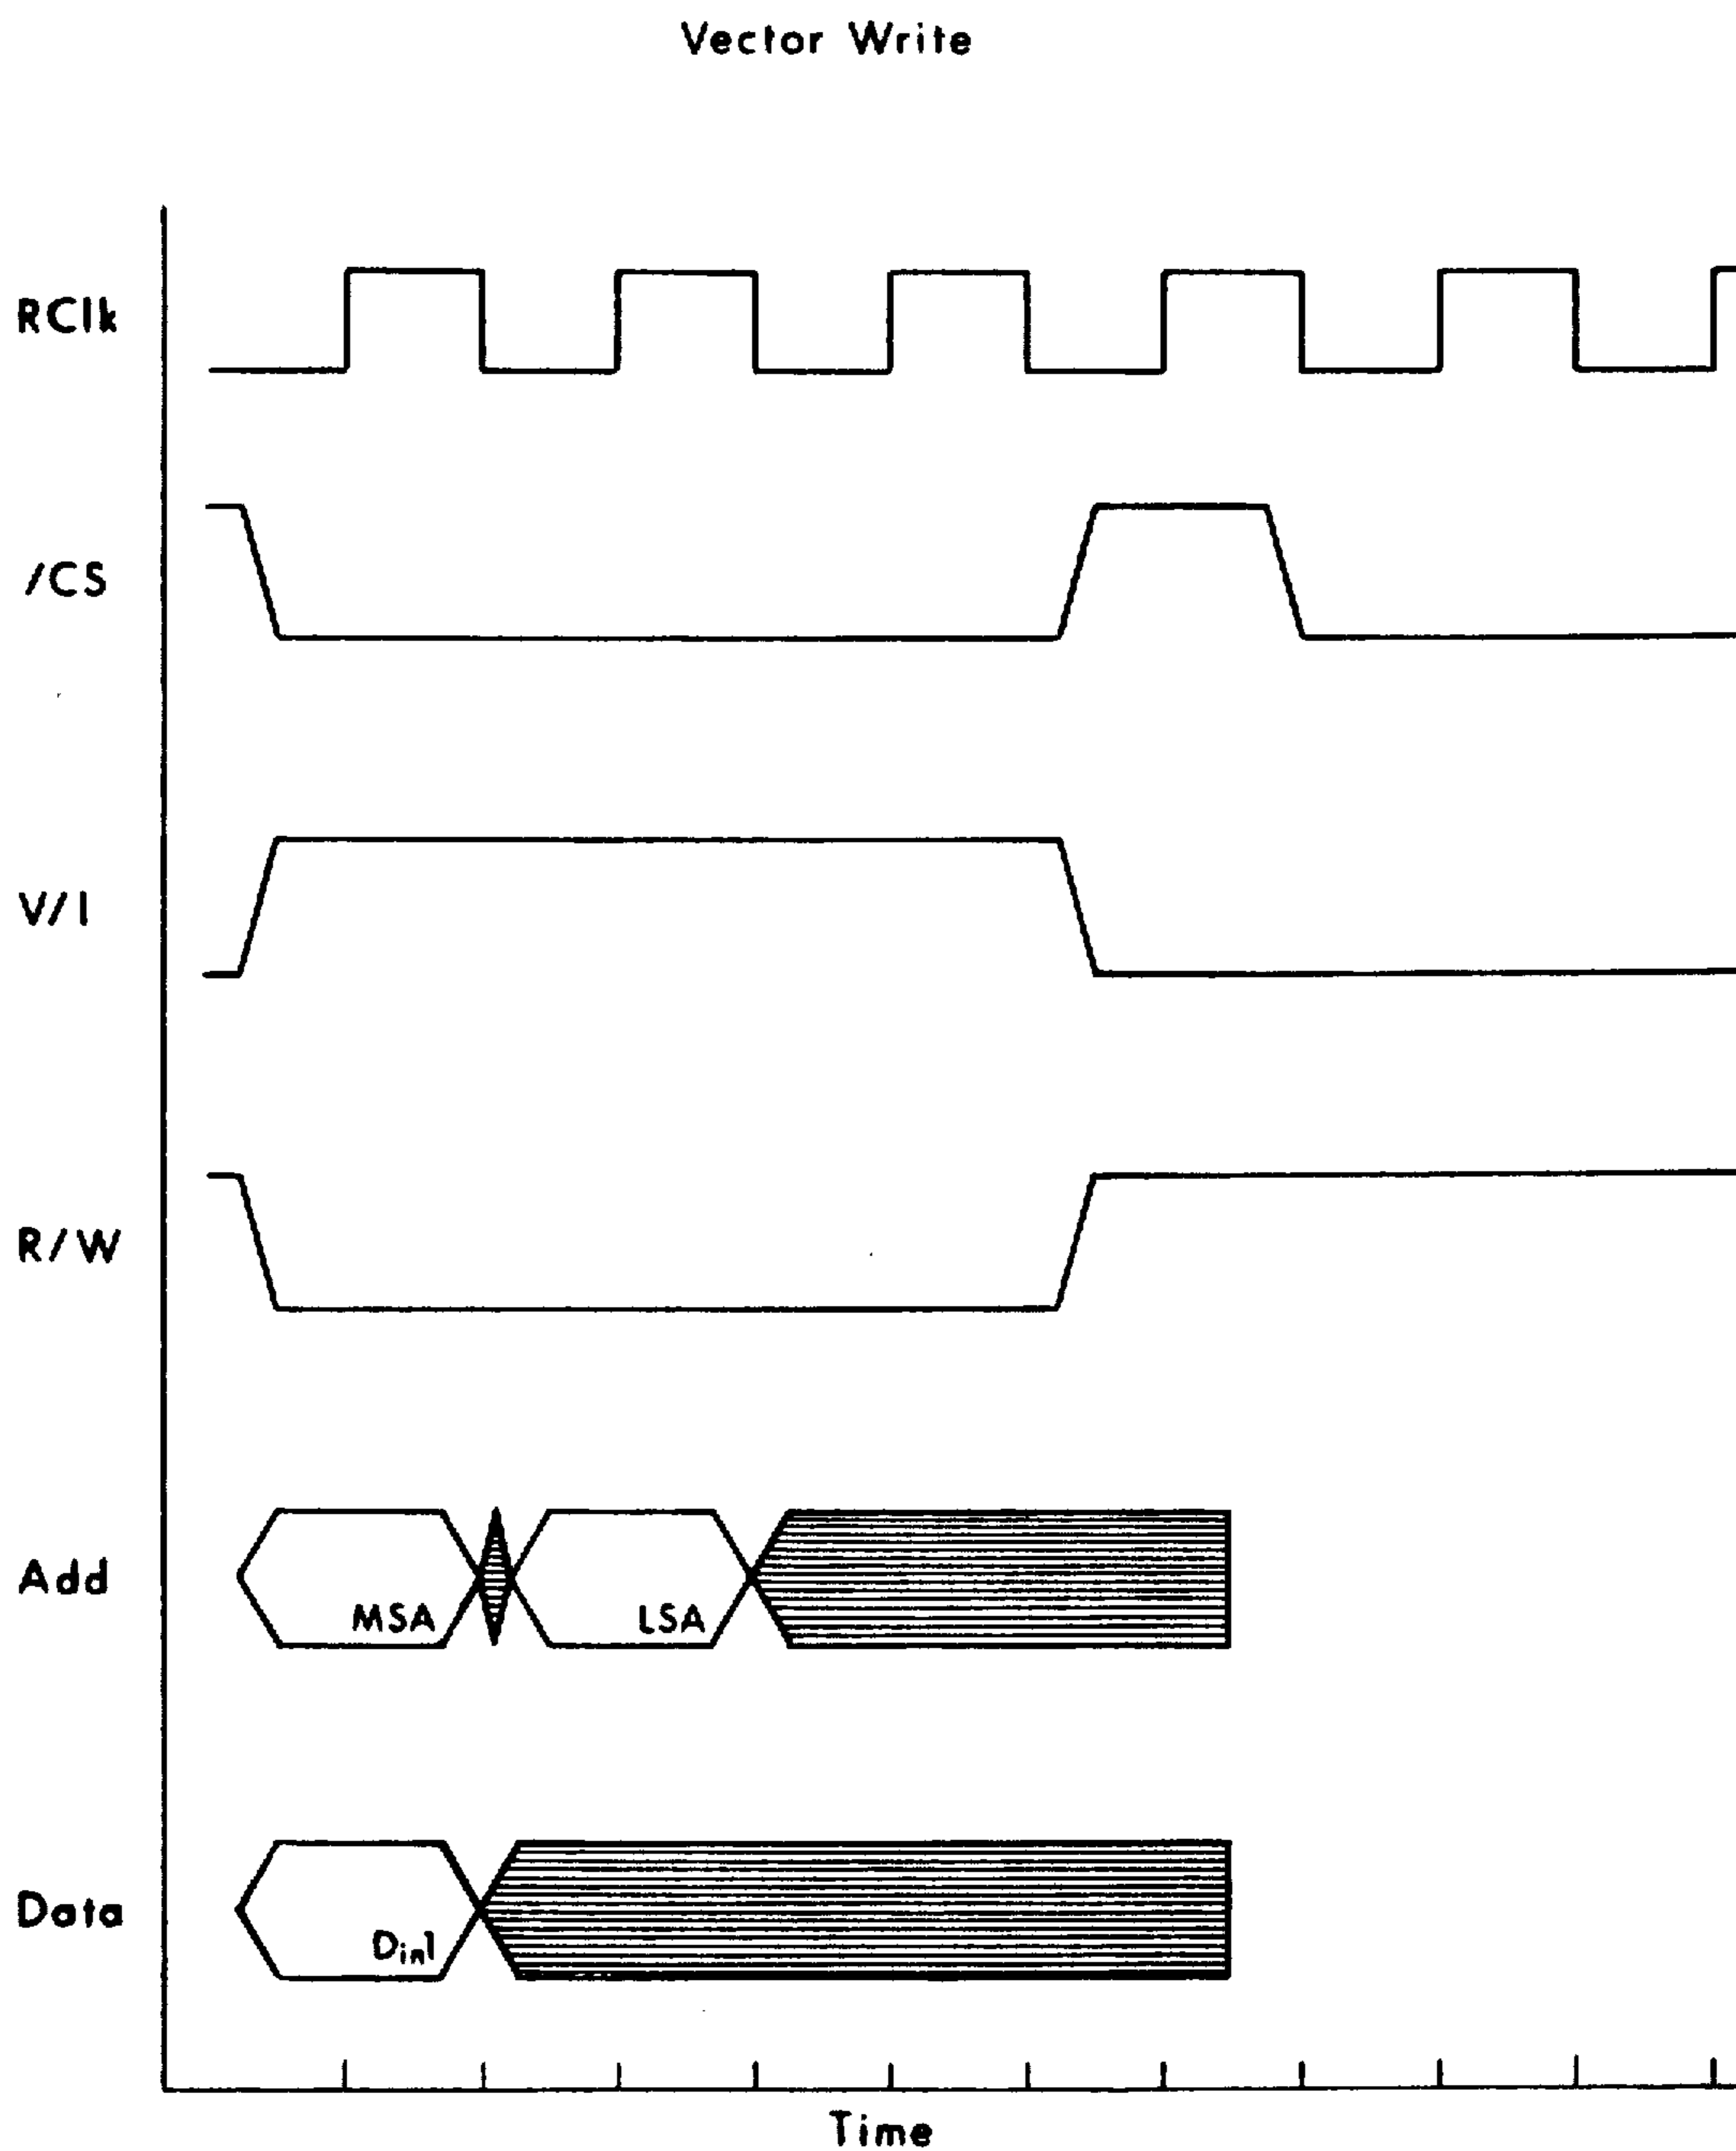 Vector Write
RClk
/CS
V/I
R/W
Add
MSA
LSA
Data
Din1
Time